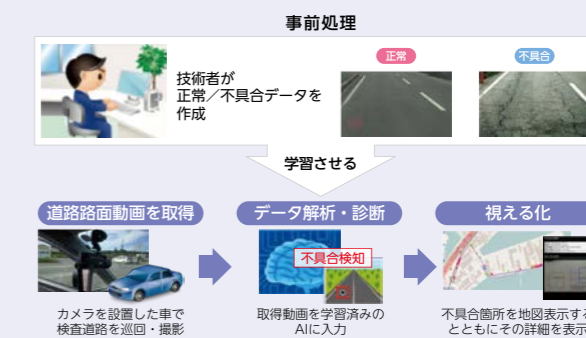 事前処理
技術者が
正常／不具合データを
作成
正常
不具合
学習させる
道路路面動画を取得
データ解析・診断
視える化
不具合検知
カメラを設置した車で
検査道路を巡回・撮影
取得動画を学習済みの
AIに入力
不具合箇所を地図表示する
とともにその詳細を表示